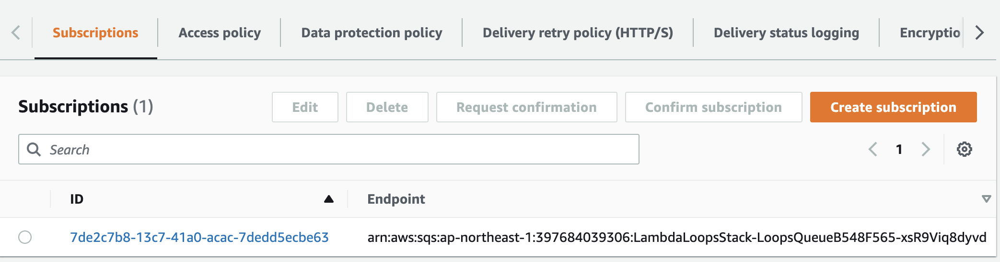 Subscriptions Access policy Data protection policy Delivery retry policy (HTTP/S) Delivery status logging Encryptio
Subscriptions (1) Edit Delete Request confirmation Confirm subscription Create subscription
Search 1
ID Endpoint
7de2c7b8-13c7-41a0-acac-7dedd5ecbe63 arn:aws:sqs:ap-northeast-1:397684039306:LambdaLoopsStack-LoopsQueueB548F565-xsR9Viq8dyvd